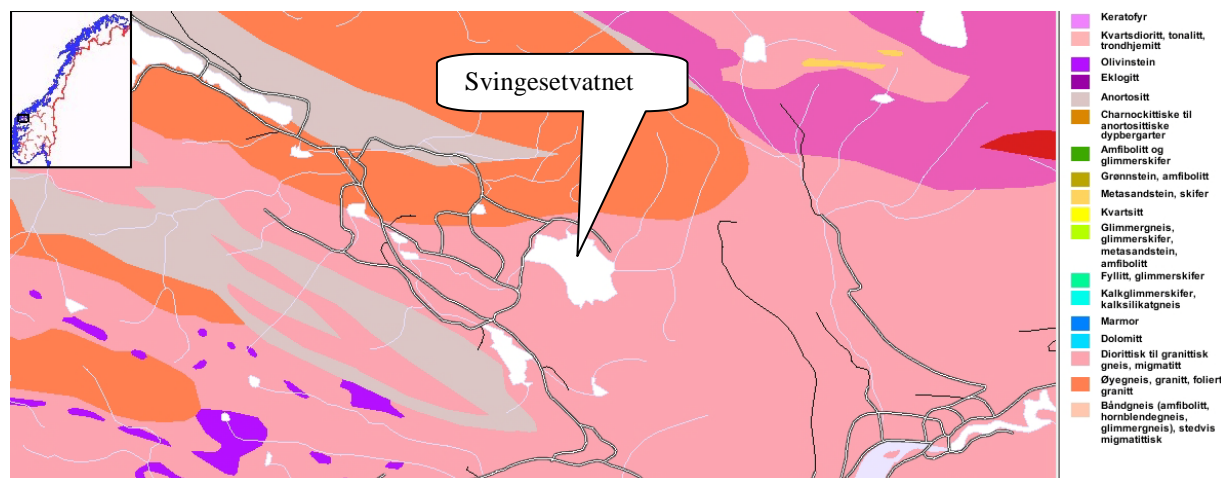 Svingesetvatnet
Keratofyr
Kvartsdioritt, tonalitt,
trondhjemitt
Olivinstein
Eklogitt
Anortositt
Charnockittiske til
anortosittiske
dypbergarter
Amfibolitt og
glimmerskifer
Grønnstein, amfibolitt
Metasandstein, skifer
Kvartsitt
Glimmergneis,
glimmerskifer,
metasandstein,
amfibolitt
Fyllitt, glimmerskifer
Kalkglimmerskifer,
kalksilikatgneis
Marmor
Dolomitt
Diorittisk til granittisk
gneis, migmatitt
Øyegneis, granitt, foliert
granitt
Båndgneis (amfibolitt,
hornblendegneis,
glimmergneis), stedvis
migmatittisk